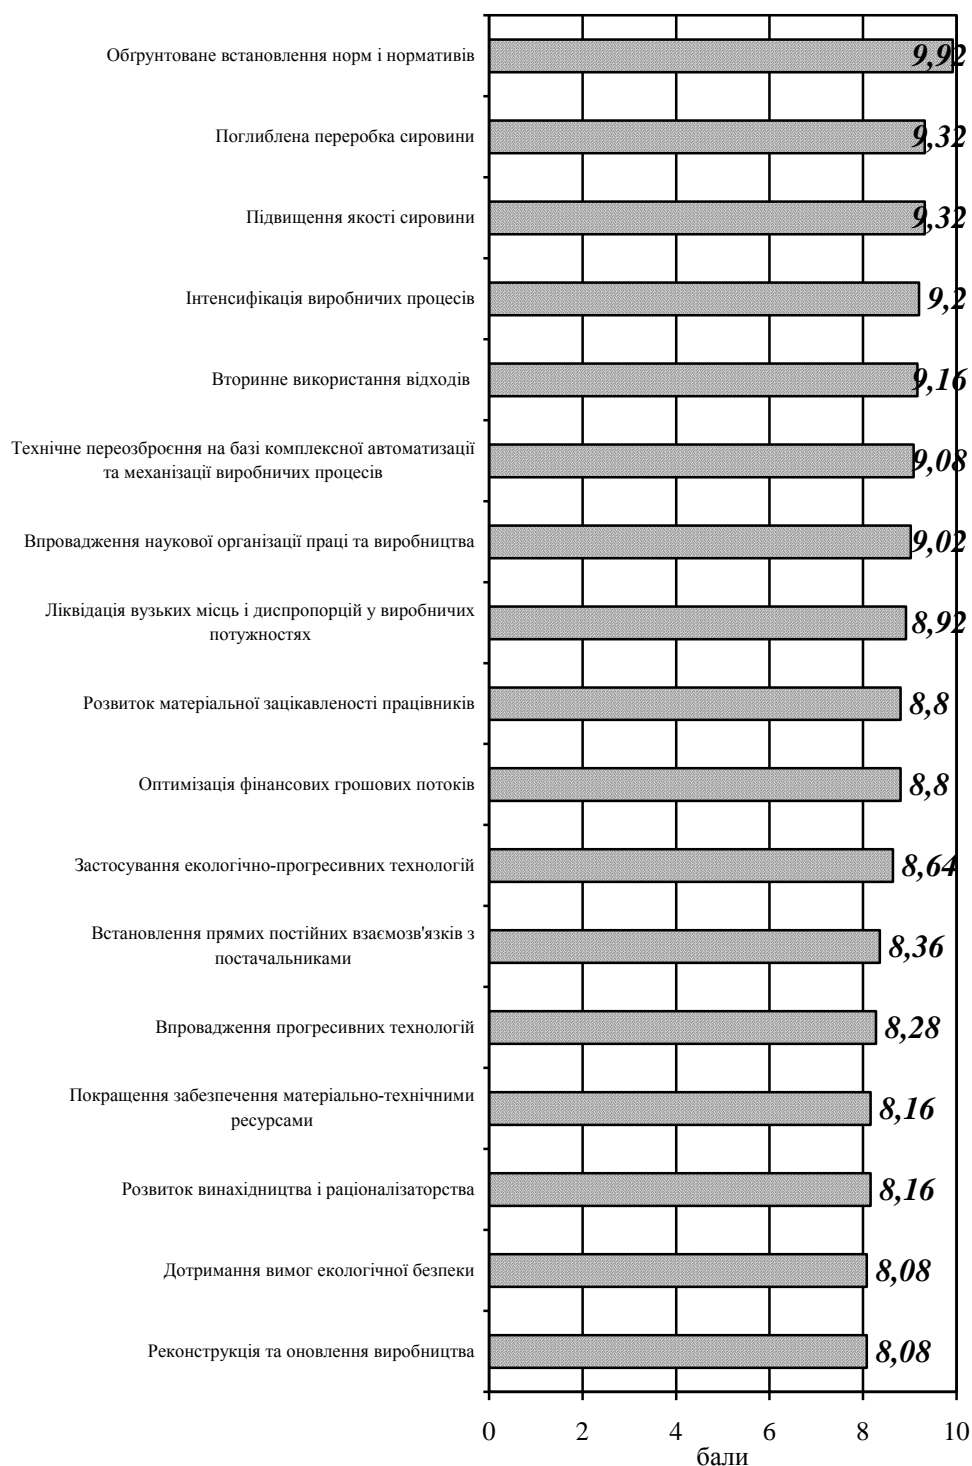 Обґрунтоване встановлення норм і нормативів
9,92
Поглиблена переробка сировини
9,32
Підвищення якості сировини
9,32
Інтенсифікація виробничих процесів
9,2
Вторинне використання відходів
9,16
Технічне переозброєння на базі комплексної автоматизації
та механізації виробничих процесів
9,08
Впровадження наукової організації праці та виробництва
9,02
Ліквідація вузьких місць і диспропорцій у виробничих
потужностях
8,92
Розвиток матеріальної зацікавленості працівників
8,8
Оптимізація фінансових грошових потоків
8,8
Застосування екологічно-прогресивних технологій
8,64
Встановлення прямих постійних взаємозв'язків з
постачальниками
8,36
Впровадження прогресивних технологій
8,28
Покращення забезпечення матеріально-технічними
ресурсами
8,16
Розвиток винахідництва і раціоналізаторства
8,16
Дотримання вимог екологічної безпеки
8,08
Реконструкція та оновлення виробництва
8,08
0 2 4 6 8 10
бали